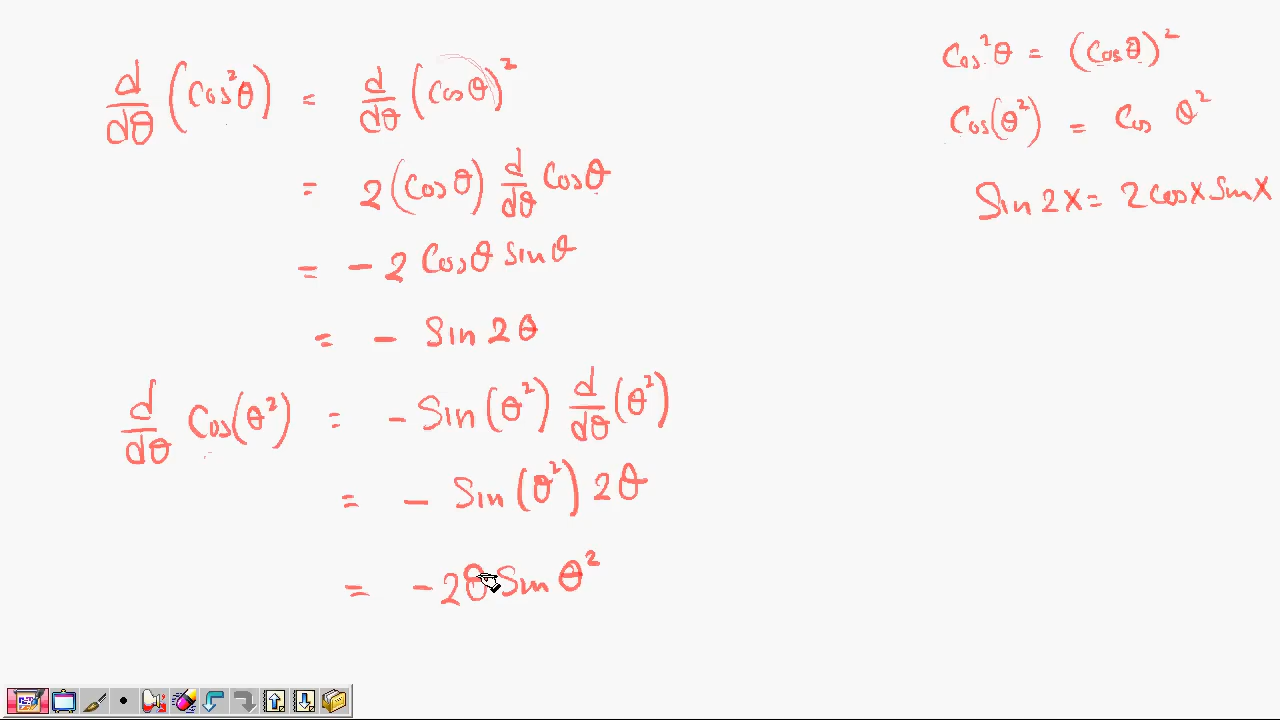 d/dθ (Cos²θ) = d/dθ (Cosθ)²
= 2(Cosθ) d/dθ Cosθ
= - 2 Cosθ Sinθ
= - Sin 2θ
d/dθ Cos(θ²) = - Sin (θ²) d/dθ (θ²)
= - Sin (θ²) 2θ
= - 2θ Sin θ²
Cos²θ = (Cosθ)²
Cos(θ²) = Cos θ²
Sin 2x = 2 Cosx Sinx